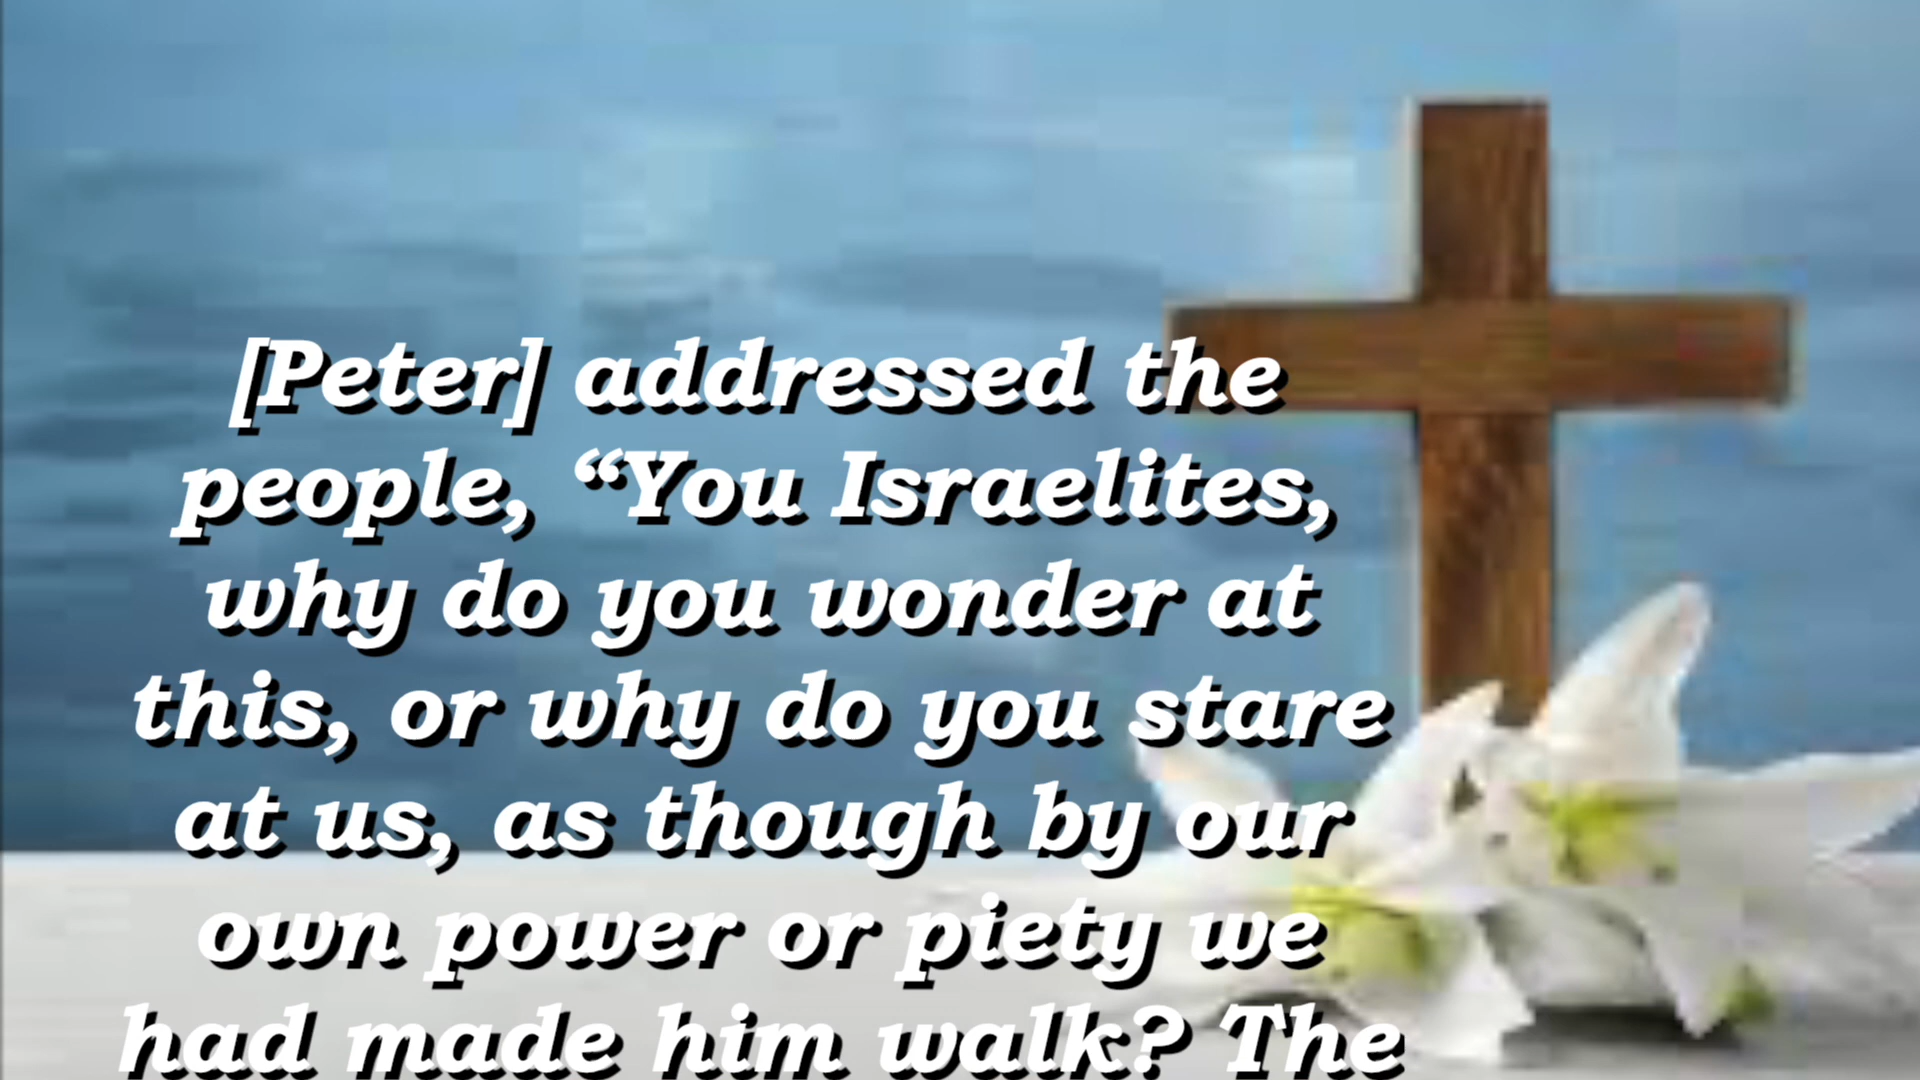 [Peter] addressed the
people, “You Israelites,
why do you wonder at
this, or why do you stare
at us, as though by our
own power or piety we
had made him walk? The